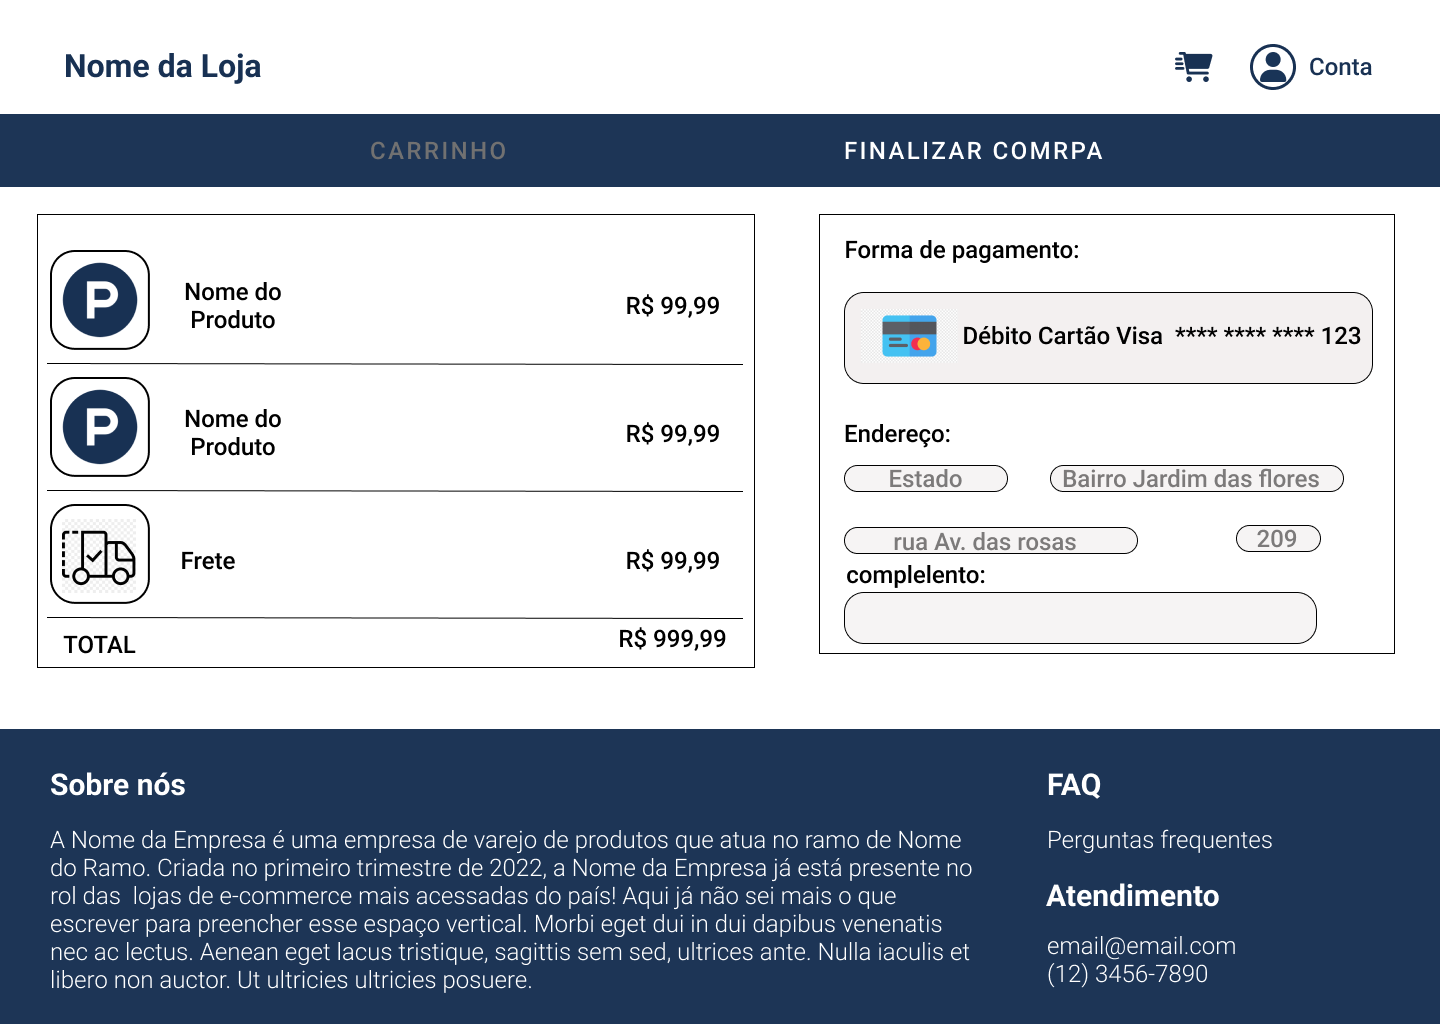 Nome da Loja
Conta
CARRINHO
FINALIZAR COMRPA
P
Nome do
Produto
R$ 99,99
P
Nome do
Produto
R$ 99,99
Frete
R$ 99,99
TOTAL
R$ 999,99
Forma de pagamento:
Débito Cartão Visa  **** **** **** 123
Endereço:
Estado
Bairro Jardim das flores
rua Av. das rosas
209
complelento:
Sobre nós
A Nome da Empresa é uma empresa de varejo de produtos que atua no ramo de Nome
do Ramo. Criada no primeiro trimestre de 2022, a Nome da Empresa já está presente no
rol das  lojas de e-commerce mais acessadas do país! Aqui já não sei mais o que
escrever para preencher esse espaço vertical. Morbi eget dui in dui dapibus venenatis
nec ac lectus. Aenean eget lacus tristique, sagittis sem sed, ultrices ante. Nulla iaculis et
libero non auctor. Ut ultricies ultricies posuere.
FAQ
Perguntas frequentes
Atendimento
email@email.com
(12) 3456-7890